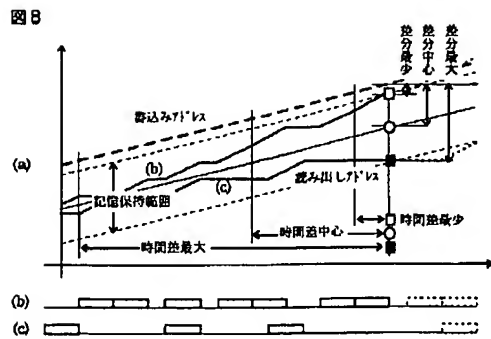 図8
差分最少
差分中心
差分最大
書込みアドレス
(a)
(b)
(c)
読み出しアドレス
記憶保持範囲
時間差最少
時間差中心
時間差最大
(b)
(c)